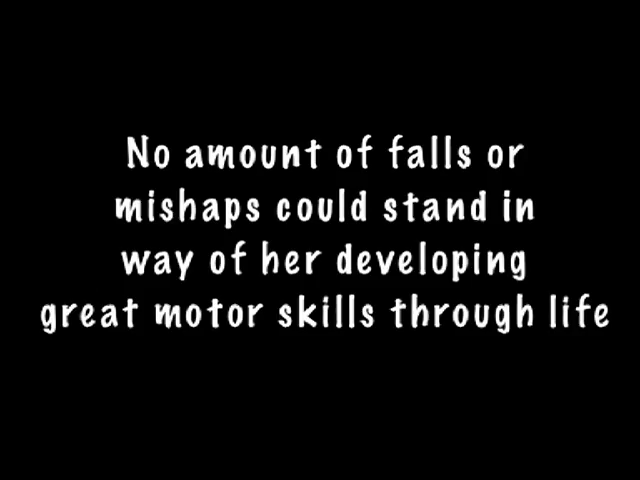 No amount of falls or
mishaps could stand in
way of her developing
great motor skills through life